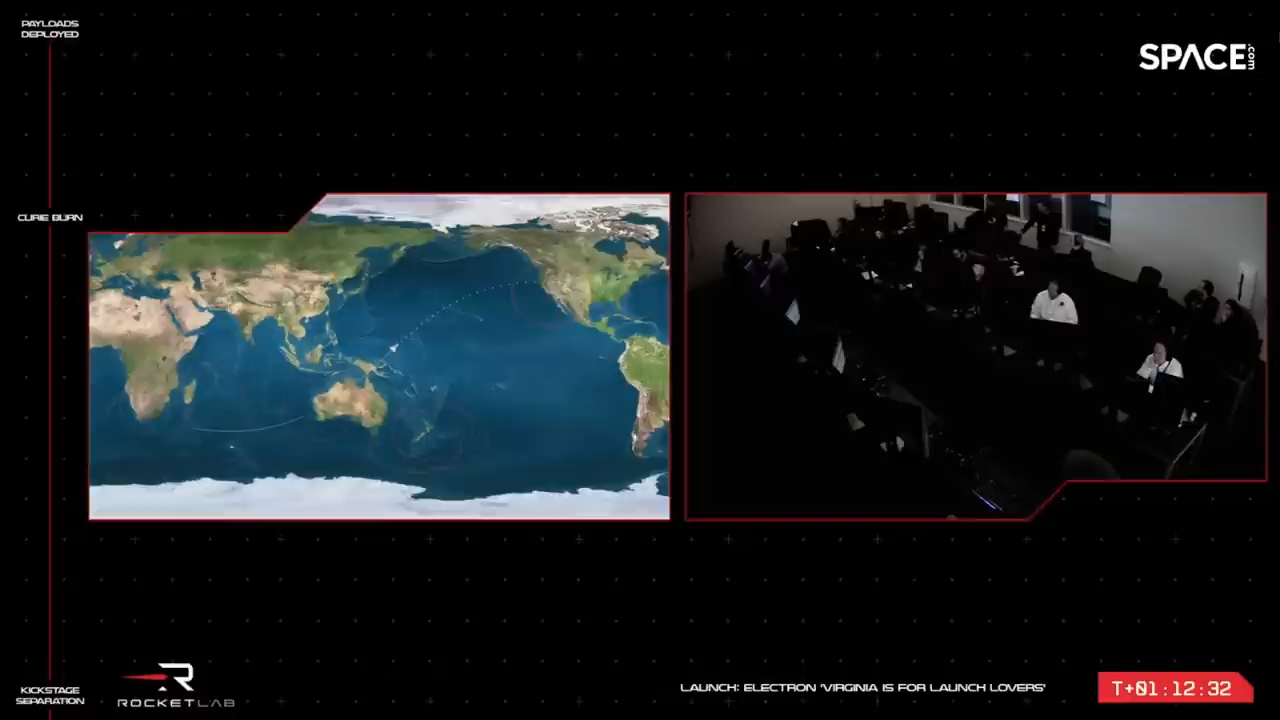 PAYLOADS
DEPLOYED
SPACE.com
CURIE BURN
KICKSTAGE
SEPARATION
ROCKETLAB
LAUNCH: ELECTRON 'VIRGINIA IS FOR LAUNCH LOVERS'
T+01:12:32